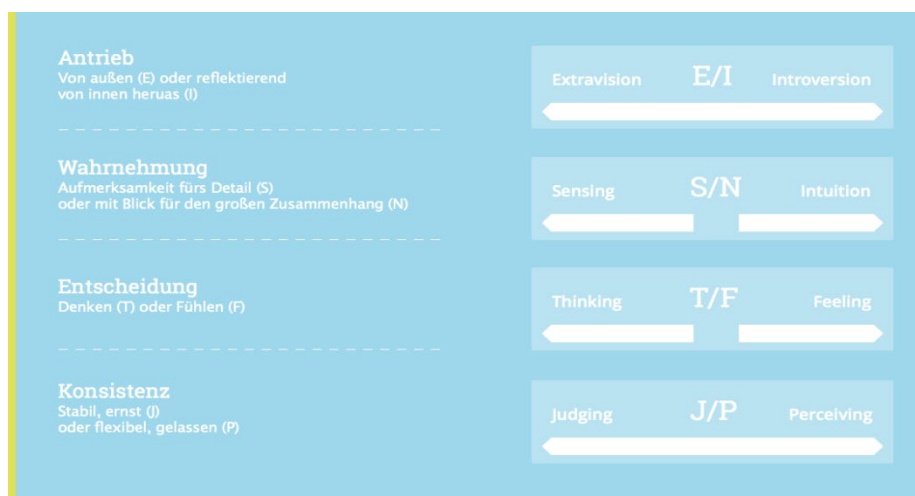 Antrieb
Von außen (E) oder reflektierend
von innen heruas (I)
Extravision E/I Introversion
Wahrnehmung
Aufmerksamkeit fürs Detail (S)
oder mit Blick für den großen Zusammenhang (N)
Sensing S/N Intuition
Entscheidung
Denken (T) oder Fühlen (F)
Thinking T/F Feeling
Konsistenz
Stabil, ernst (J)
oder flexibel, gelassen (P)
Judging J/P Perceiving